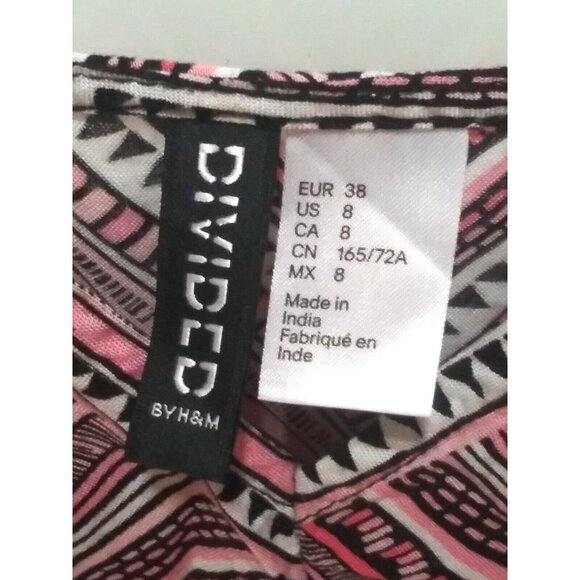 DIVIDED
BY H&M
EUR 38
US 8
CA 8
CN 165/72A
MX 8
Made in
India
Fabriqué en
Inde